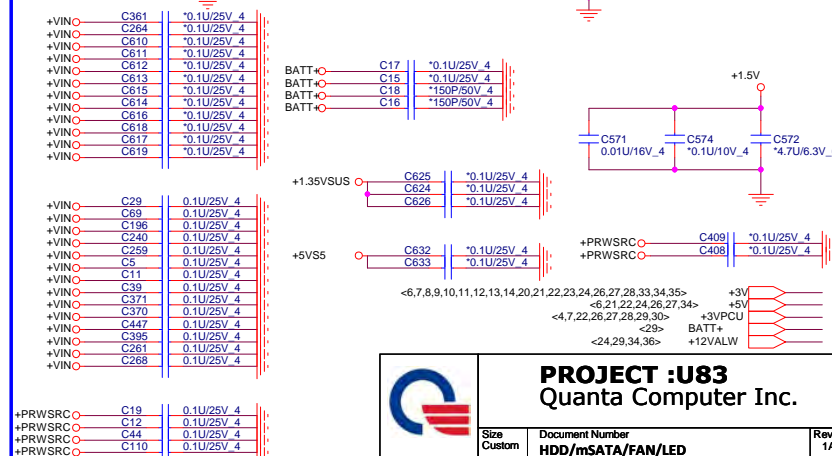 +VIN C361 *0.1U/25V_4
+VIN C264 *0.1U/25V_4
+VIN C610 *0.1U/25V_4
+VIN C611 *0.1U/25V_4
+VIN C612 *0.1U/25V_4
+VIN C613 *0.1U/25V_4
+VIN C615 *0.1U/25V_4
+VIN C614 *0.1U/25V_4
+VIN C616 *0.1U/25V_4
+VIN C618 *0.1U/25V_4
+VIN C617 *0.1U/25V_4
+VIN C619 *0.1U/25V_4
BATT+ C17 *0.1U/25V_4
BATT+ C15 *0.1U/25V_4
BATT+ C18 *150P/50V_4
BATT+ C16 *150P/50V_4
+1.5V
C571 C574 C572
0.01U/16V_4 *0.1U/10V_4 *4.7U/6.3V_
+1.35VSUS C625 *0.1U/25V_4
C624 *0.1U/25V_4
C626 *0.1U/25V_4
+VIN C29 0.1U/25V_4
+VIN C69 0.1U/25V_4
+VIN C196 0.1U/25V_4
+VIN C240 0.1U/25V_4
+VIN C259 0.1U/25V_4
+VIN C5 0.1U/25V_4
+VIN C11 0.1U/25V_4
+VIN C39 0.1U/25V_4
+VIN C371 0.1U/25V_4
+VIN C370 0.1U/25V_4
+VIN C447 0.1U/25V_4
+VIN C395 0.1U/25V_4
+VIN C261 0.1U/25V_4
+VIN C268 0.1U/25V_4
+5VS5 C632 *0.1U/25V_4
C633 *0.1U/25V_4
+PRWSRC C409 *0.1U/25V_4
+PRWSRC C408 *0.1U/25V_4
<6,7,8,9,10,11,12,13,14,20,21,22,23,24,26,27,28,33,34,35> +3V
<6,21,22,24,26,27,34> +5V
<4,7,22,26,27,28,29,30> +3VPCU
<29> BATT+
<24,29,34,36> +12VALW
+PRWSRC C19 0.1U/25V_4
+PRWSRC C12 0.1U/25V_4
+PRWSRC C44 0.1U/25V_4
+PRWSRC C110 0.1U/25V_4
PROJECT :U83
Quanta Computer Inc.
Size Document Number Rev
Custom HDD/mSATA/FAN/LED 1A